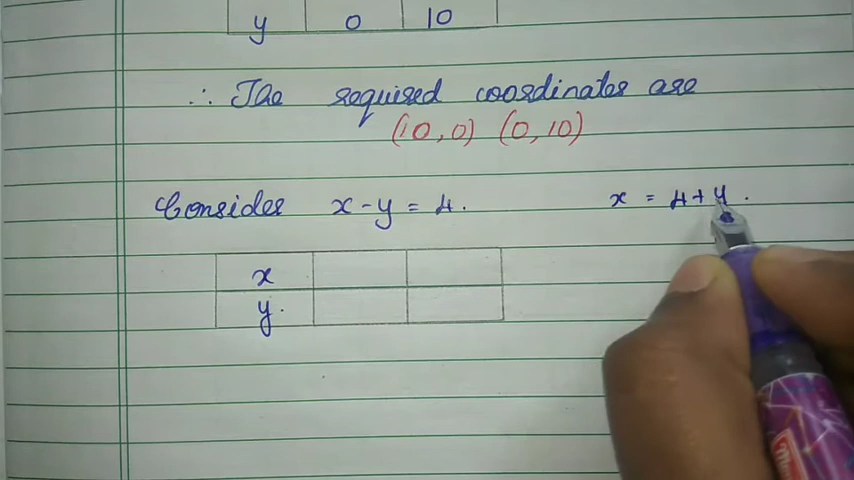 y 0 10
∴ The required coordinates are
(10,0) (0,10)
Consider x - y = 4. x = 4 + y.
x
y.